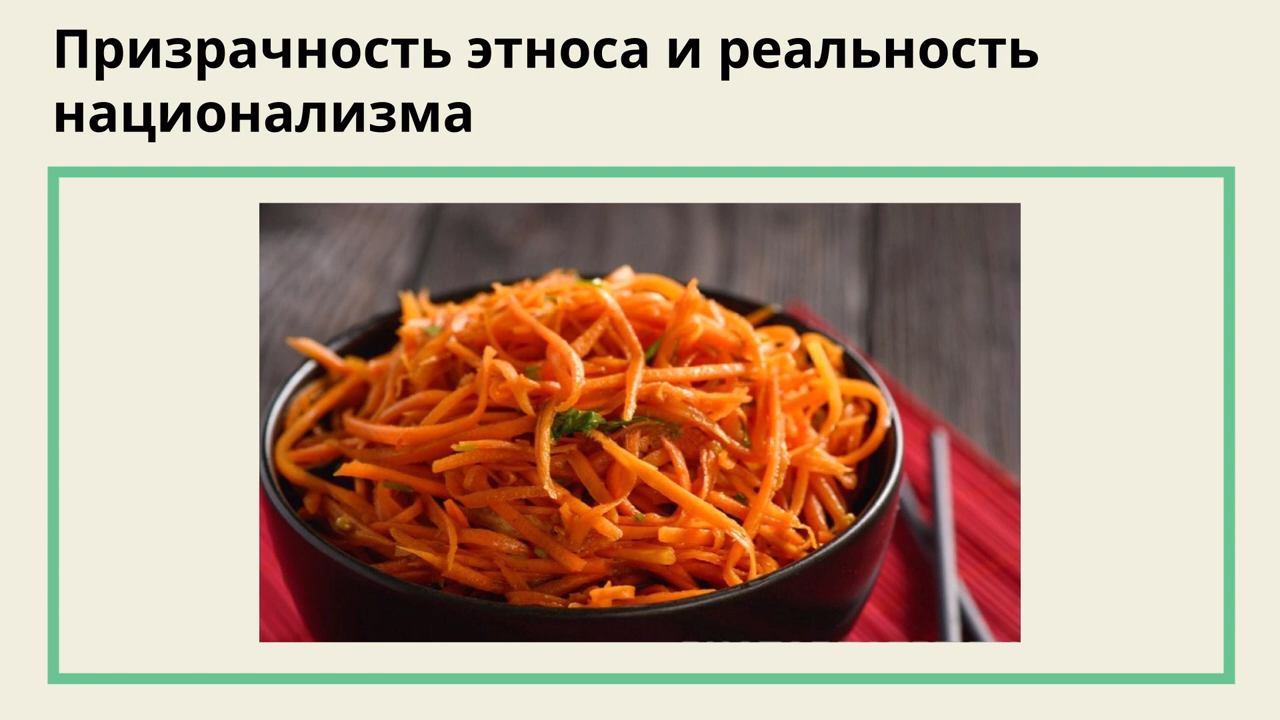 Призрачность этноса и реальность
национализма